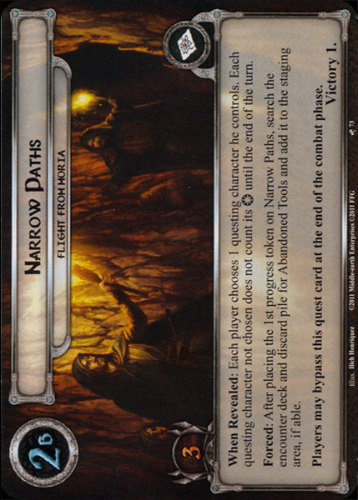 2B
NARROW PATHS
FLIGHT FROM MORIA
3
When Revealed: Each player chooses 1 questing character he controls. Each
questing character not chosen does not count its until the end of the turn.
Forced: After placing the 1st progress token on Narrow Paths, search the
encounter deck and discard pile for Abandoned Tools and add it to the staging
area, if able.
Players may bypass this quest card at the end of the combat phase.
Victory 1.
Illus. Ilich Henriquez
©2011 Middle-earth Enterprises ©2011 FFG
73